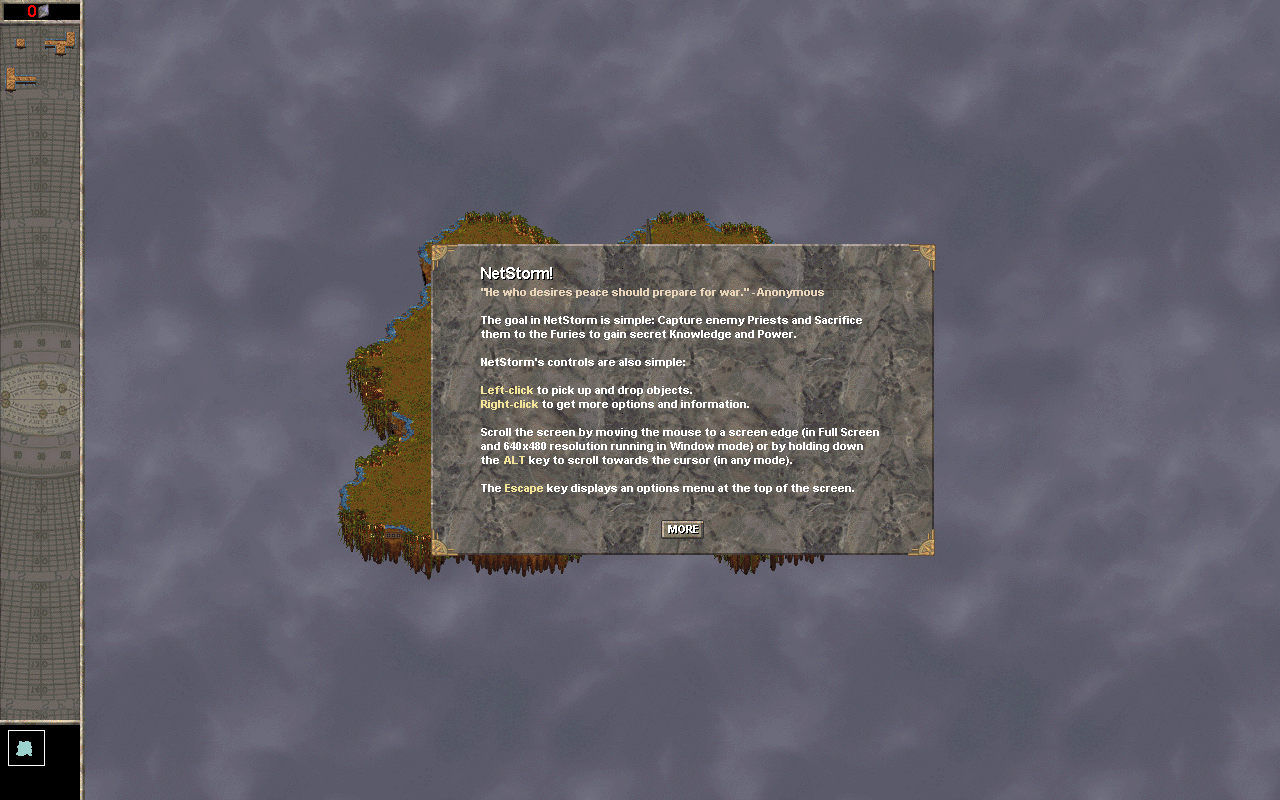 0
NetStorm!
"He who desires peace should prepare for war." - Anonymous
The goal in NetStorm is simple: Capture enemy Priests and Sacrifice
them to the Furies to gain secret Knowledge and Power.
NetStorm's controls are also simple:
Left-click to pick up and drop objects.
Right-click to get more options and information.
Scroll the screen by moving the mouse to a screen edge (in Full Screen
and 640x480 resolution running in Window mode) or by holding down
the ALT key to scroll towards the cursor (in any mode).
The Escape key displays an options menu at the top of the screen.
MORE